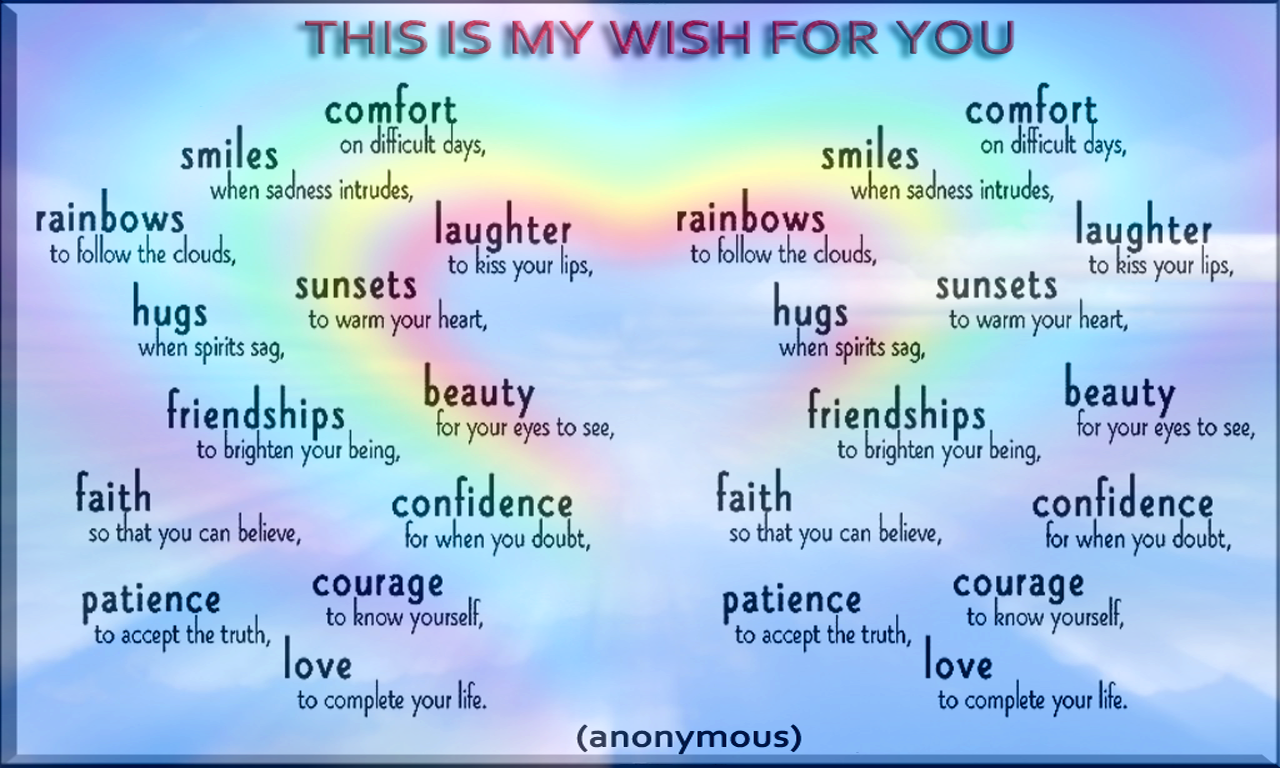 THIS IS MY WISH FOR YOU
comfort
on difficult days,
smiles
when sadness intrudes,
rainbows
to follow the clouds,
laughter
to kiss your lips,
sunsets
to warm your heart,
hugs
when spirits sag,
beauty
for your eyes to see,
friendships
to brighten your being,
faith
so that you can believe,
confidence
for when you doubt,
courage
to know yourself,
patience
to accept the truth,
love
to complete your life.
comfort
on difficult days,
smiles
when sadness intrudes,
rainbows
to follow the clouds,
laughter
to kiss your lips,
sunsets
to warm your heart,
hugs
when spirits sag,
beauty
for your eyes to see,
friendships
to brighten your being,
faith
so that you can believe,
confidence
for when you doubt,
courage
to know yourself,
patience
to accept the truth,
love
to complete your life.
(anonymous)